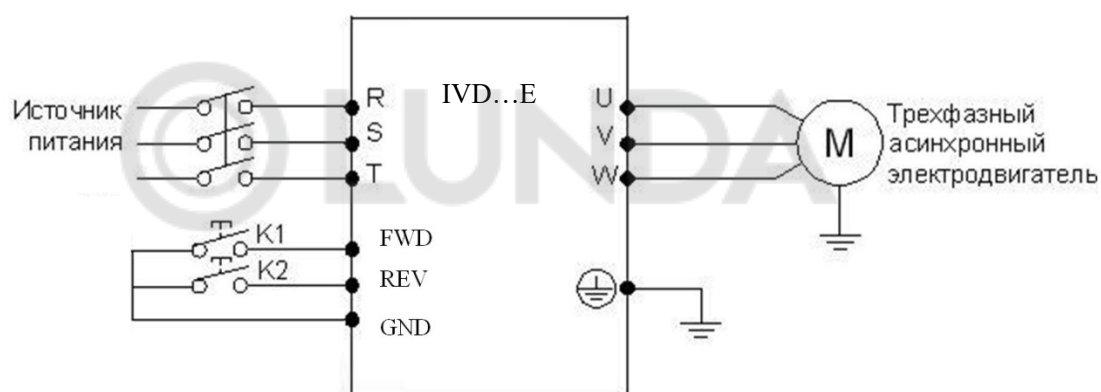 IVD...E
Источник
питания
R
S
T
U
V
W
M
Трехфазный
асинхронный
электродвигатель
K1
K2
FWD
REV
GND
© LUNDA